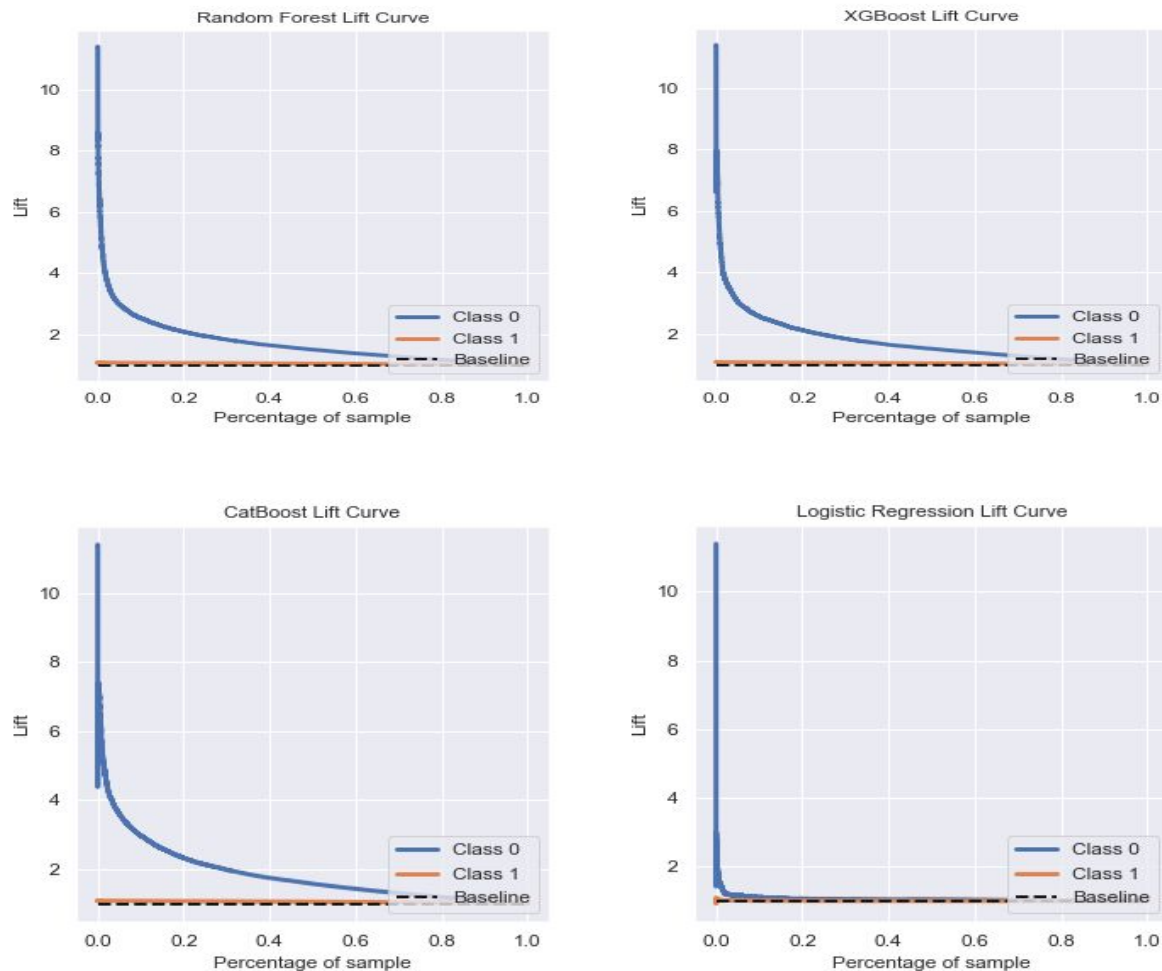 Random Forest Lift Curve
10
8
6
4
2
Lift
Class 0
Class 1
Baseline
0.0 0.2 0.4 0.6 0.8 1.0
Percentage of sample
XGBoost Lift Curve
10
8
6
4
2
Lift
Class 0
Class 1
Baseline
0.0 0.2 0.4 0.6 0.8 1.0
Percentage of sample
CatBoost Lift Curve
10
8
6
4
2
Lift
Class 0
Class 1
Baseline
0.0 0.2 0.4 0.6 0.8 1.0
Percentage of sample
Logistic Regression Lift Curve
10
8
6
4
2
Lift
Class 0
Class 1
Baseline
0.0 0.2 0.4 0.6 0.8 1.0
Percentage of sample